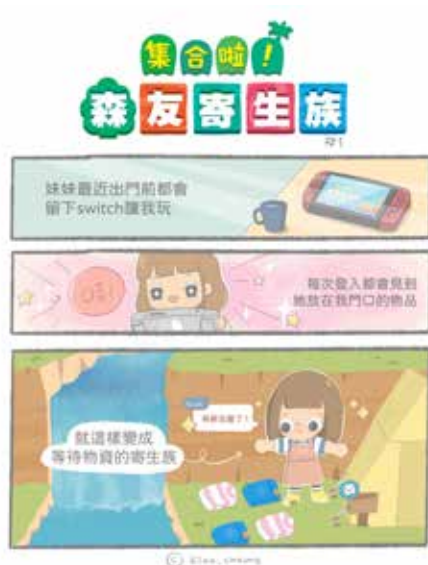 集合啦！
森友寄生族
妹妹最近出門前都會
留下switch讓我玩
每次登入都會見到
她放在我門口的物品
就這樣變成
等待物資的寄生族